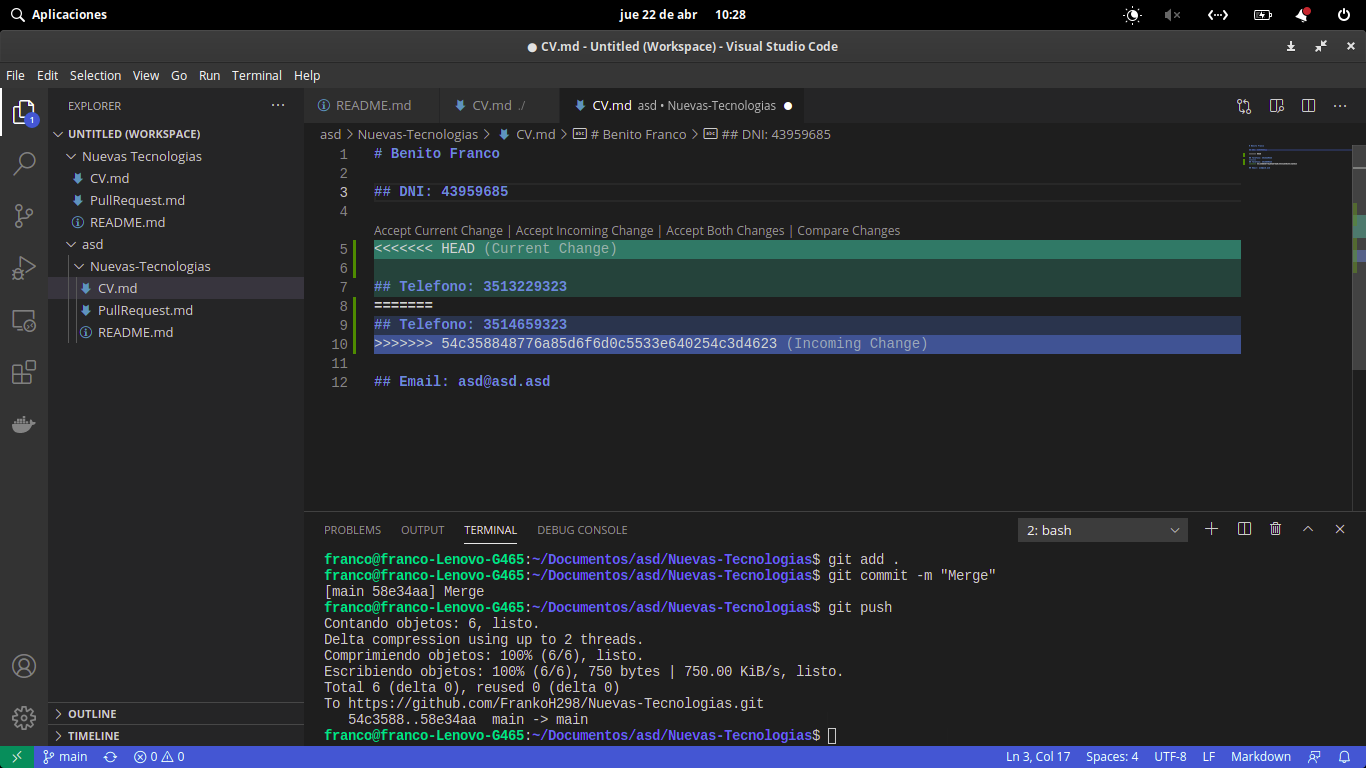 Aplicaciones
jue 22 de abr 10:28
● CV.md - Untitled (Workspace) - Visual Studio Code
File Edit Selection View Go Run Terminal Help
EXPLORER
1
UNTITLED (WORKSPACE)
Nuevas Tecnologias
CV.md
PullRequest.md
README.md
asd
Nuevas-Tecnologias
CV.md
PullRequest.md
README.md
OUTLINE
TIMELINE
README.md
CV.md ./
CV.md asd • Nuevas-Tecnologias
asd > Nuevas-Tecnologias > CV.md > # Benito Franco > ## DNI: 43959685
1 # Benito Franco
2
3 ## DNI: 43959685
4
Accept Current Change | Accept Incoming Change | Accept Both Changes | Compare Changes
5 <<<<<<< HEAD (Current Change)
6
7 ## Telefono: 3513229323
8 =======
9 ## Telefono: 3514659323
10 >>>>>>> 54c358848776a85d6f6d0c5533e640254c3d4623 (Incoming Change)
11
12 ## Email: asd@asd.asd
PROBLEMS OUTPUT TERMINAL DEBUG CONSOLE
2: bash
franco@franco-Lenovo-G465:~/Documentos/asd/Nuevas-Tecnologias$ git add .
franco@franco-Lenovo-G465:~/Documentos/asd/Nuevas-Tecnologias$ git commit -m "Merge"
[main 58e34aa] Merge
franco@franco-Lenovo-G465:~/Documentos/asd/Nuevas-Tecnologias$ git push
Contando objetos: 6, listo.
Delta compression using up to 2 threads.
Comprimiendo objetos: 100% (6/6), listo.
Escribiendo objetos: 100% (6/6), 750 bytes | 750.00 KiB/s, listo.
Total 6 (delta 0), reused 0 (delta 0)
To https://github.com/FrankoH298/Nuevas-Tecnologias.git
54c3588..58e34aa main -> main
franco@franco-Lenovo-G465:~/Documentos/asd/Nuevas-Tecnologias$
main 0 0
Ln 3, Col 17 Spaces: 4 UTF-8 LF Markdown